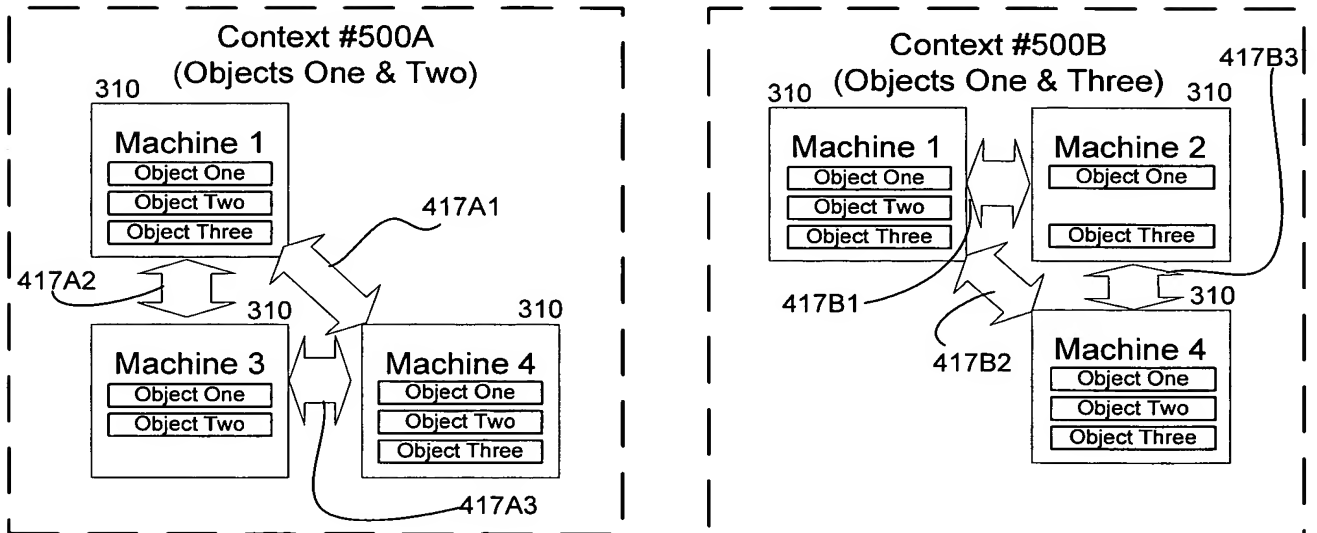 Context #500A
(Objects One & Two)
310
Machine 1
Object One
Object Two
Object Three
417A1
417A2
310
Machine 3
Object One
Object Two
310
Machine 4
Object One
Object Two
Object Three
417A3
Context #500B
(Objects One & Three)
417B3
310
Machine 1
Object One
Object Two
Object Three
310
Machine 2
Object One
Object Three
417B1
417B2
310
Machine 4
Object One
Object Two
Object Three